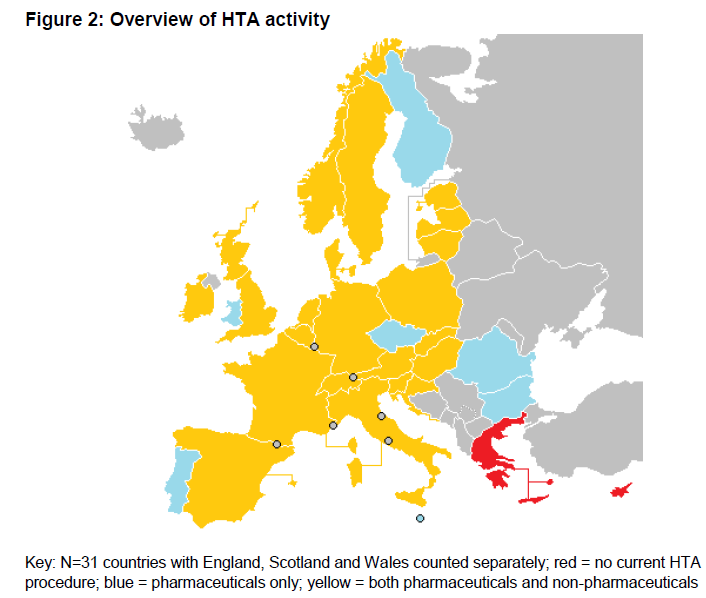 Figure 2: Overview of HTA activity
Key: N=31 countries with England, Scotland and Wales counted separately; red = no current HTA
procedure; blue = pharmaceuticals only; yellow = both pharmaceuticals and non-pharmaceuticals